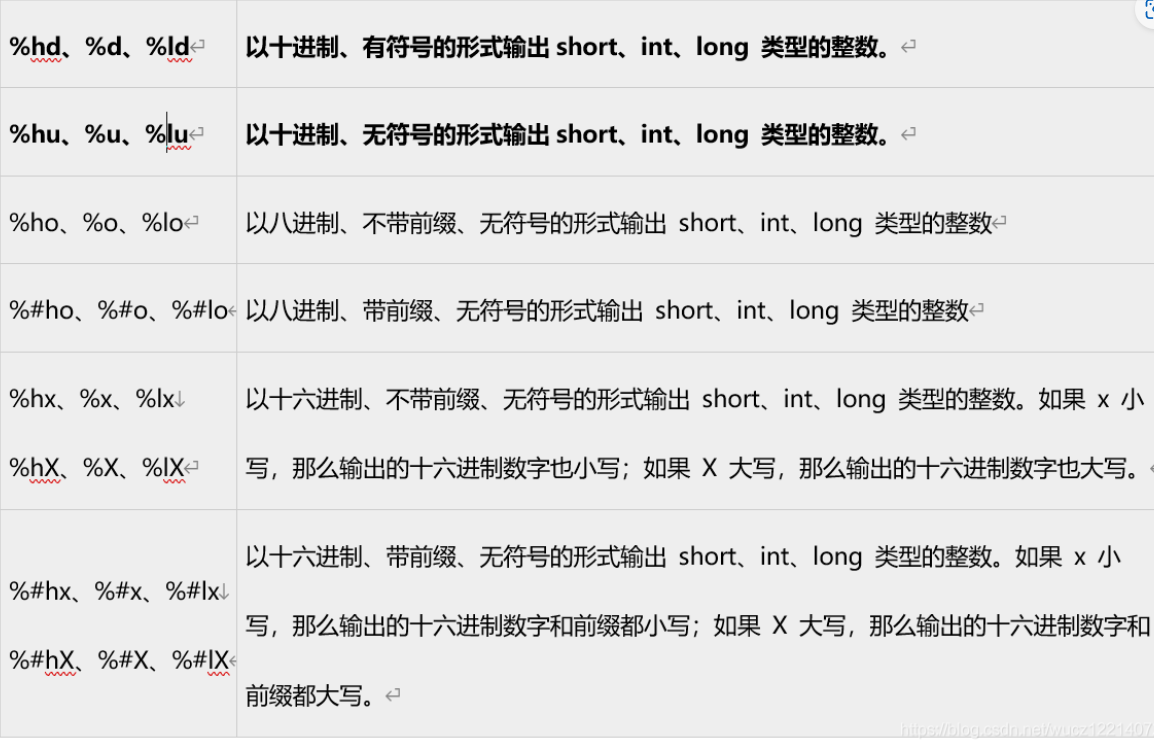 %hd、%d、%ld
以十进制、有符号的形式输出 short、int、long 类型的整数。
%hu、%u、%lu
以十进制、无符号的形式输出 short、int、long 类型的整数。
%ho、%o、%lo
以八进制、不带前缀、无符号的形式输出 short、int、long 类型的整数
%#ho、%#o、%#lo
以八进制、带前缀、无符号的形式输出 short、int、long 类型的整数
%hx、%x、%lx
%hX、%X、%lX
以十六进制、不带前缀、无符号的形式输出 short、int、long 类型的整数。如果 x 小
写，那么输出的十六进制数字也小写；如果 X 大写，那么输出的十六进制数字也大写。
%#hx、%#x、%#lx
%#hX、%#X、%#lX
以十六进制、带前缀、无符号的形式输出 short、int、long 类型的整数。如果 x 小
写，那么输出的十六进制数字和前缀都小写；如果 X 大写，那么输出的十六进制数字和
前缀都大写。
https://blog.csdn.net/wucz1221407